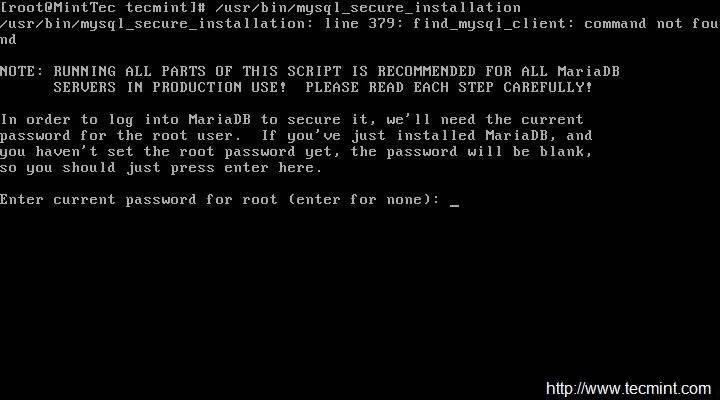 [root@MintTec tecmint]# /usr/bin/mysql_secure_installation
/usr/bin/mysql_secure_installation: line 379: find_mysql_client: command not fou
nd
NOTE: RUNNING ALL PARTS OF THIS SCRIPT IS RECOMMENDED FOR ALL MariaDB
SERVERS IN PRODUCTION USE!  PLEASE READ EACH STEP CAREFULLY!
In order to log into MariaDB to secure it, we'll need the current
password for the root user.  If you've just installed MariaDB, and
you haven't set the root password yet, the password will be blank,
so you should just press enter here.
Enter current password for root (enter for none): _
http://www.tecmint.com